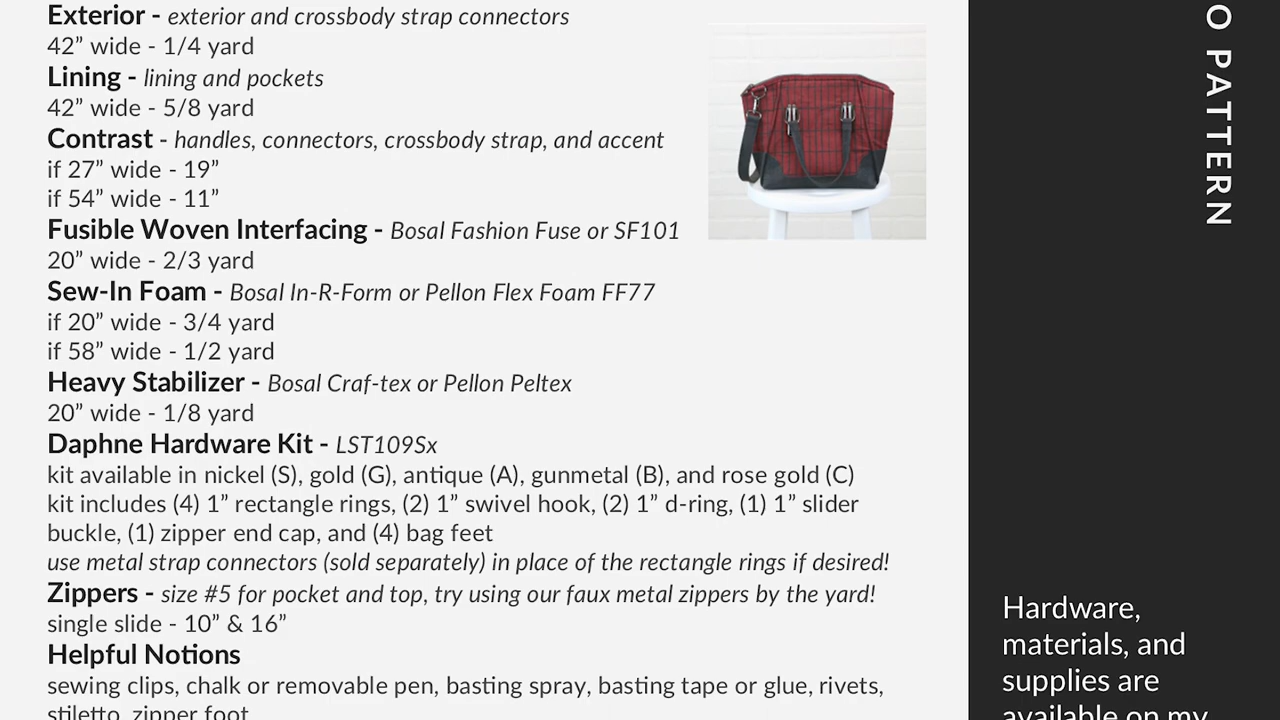 Exterior - exterior and crossbody strap connectors
42” wide - 1/4 yard
Lining - lining and pockets
42” wide - 5/8 yard
Contrast - handles, connectors, crossbody strap, and accent
if 27” wide - 19”
if 54” wide - 11”
Fusible Woven Interfacing - Bosal Fashion Fuse or SF101
20” wide - 2/3 yard
Sew-In Foam - Bosal In-R-Form or Pellon Flex Foam FF77
if 20” wide - 3/4 yard
if 58” wide - 1/2 yard
Heavy Stabilizer - Bosal Craf-tex or Pellon Peltex
20” wide - 1/8 yard
Daphne Hardware Kit - LST109Sx
kit available in nickel (S), gold (G), antique (A), gunmetal (B), and rose gold (C)
kit includes (4) 1” rectangle rings, (2) 1” swivel hook, (2) 1” d-ring, (1) 1” slider
buckle, (1) zipper end cap, and (4) bag feet
use metal strap connectors (sold separately) in place of the rectangle rings if desired!
Zippers - size #5 for pocket and top, try using our faux metal zippers by the yard!
single slide - 10” & 16”
Helpful Notions
sewing clips, chalk or removable pen, basting spray, basting tape or glue, rivets,
stiletto, zipper foot
O PATTERN
Hardware,
materials, and
supplies are
available on my